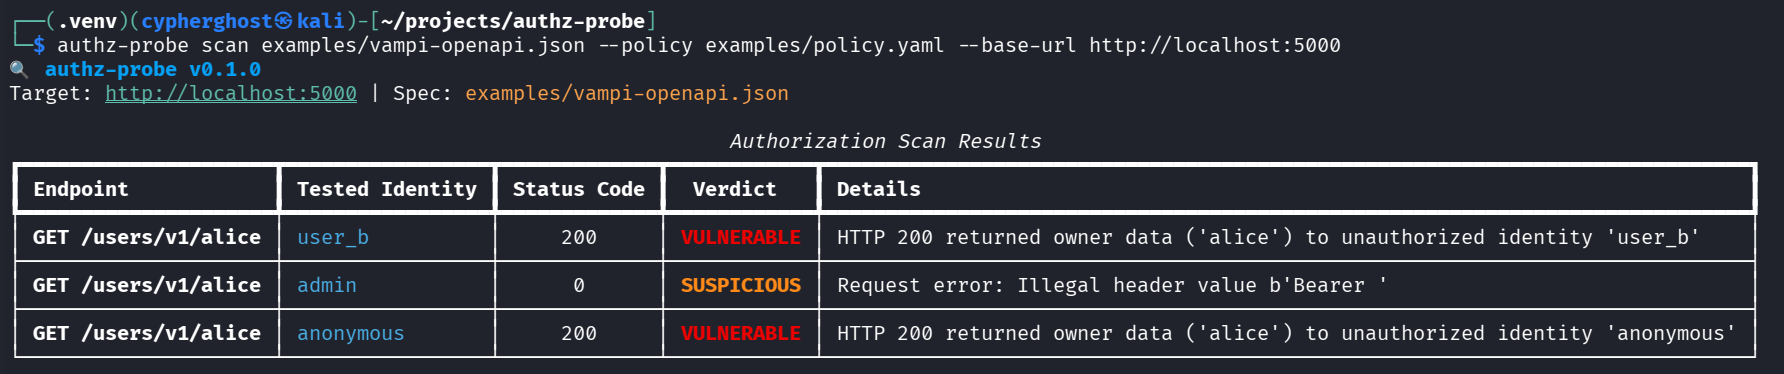 ┌──(.venv)(cypherghost㉿kali)-[~/projects/authz-probe]
└─$ authz-probe scan examples/vampi-openapi.json --policy examples/policy.yaml --base-url http://localhost:5000
🔍 authz-probe v0.1.0
Target: http://localhost:5000 | Spec: examples/vampi-openapi.json
Authorization Scan Results
Endpoint Tested Identity Status Code Verdict Details
GET /users/v1/alice user_b 200 VULNERABLE HTTP 200 returned owner data ('alice') to unauthorized identity 'user_b'
GET /users/v1/alice admin 0 SUSPICIOUS Request error: Illegal header value b'Bearer '
GET /users/v1/alice anonymous 200 VULNERABLE HTTP 200 returned owner data ('alice') to unauthorized identity 'anonymous'